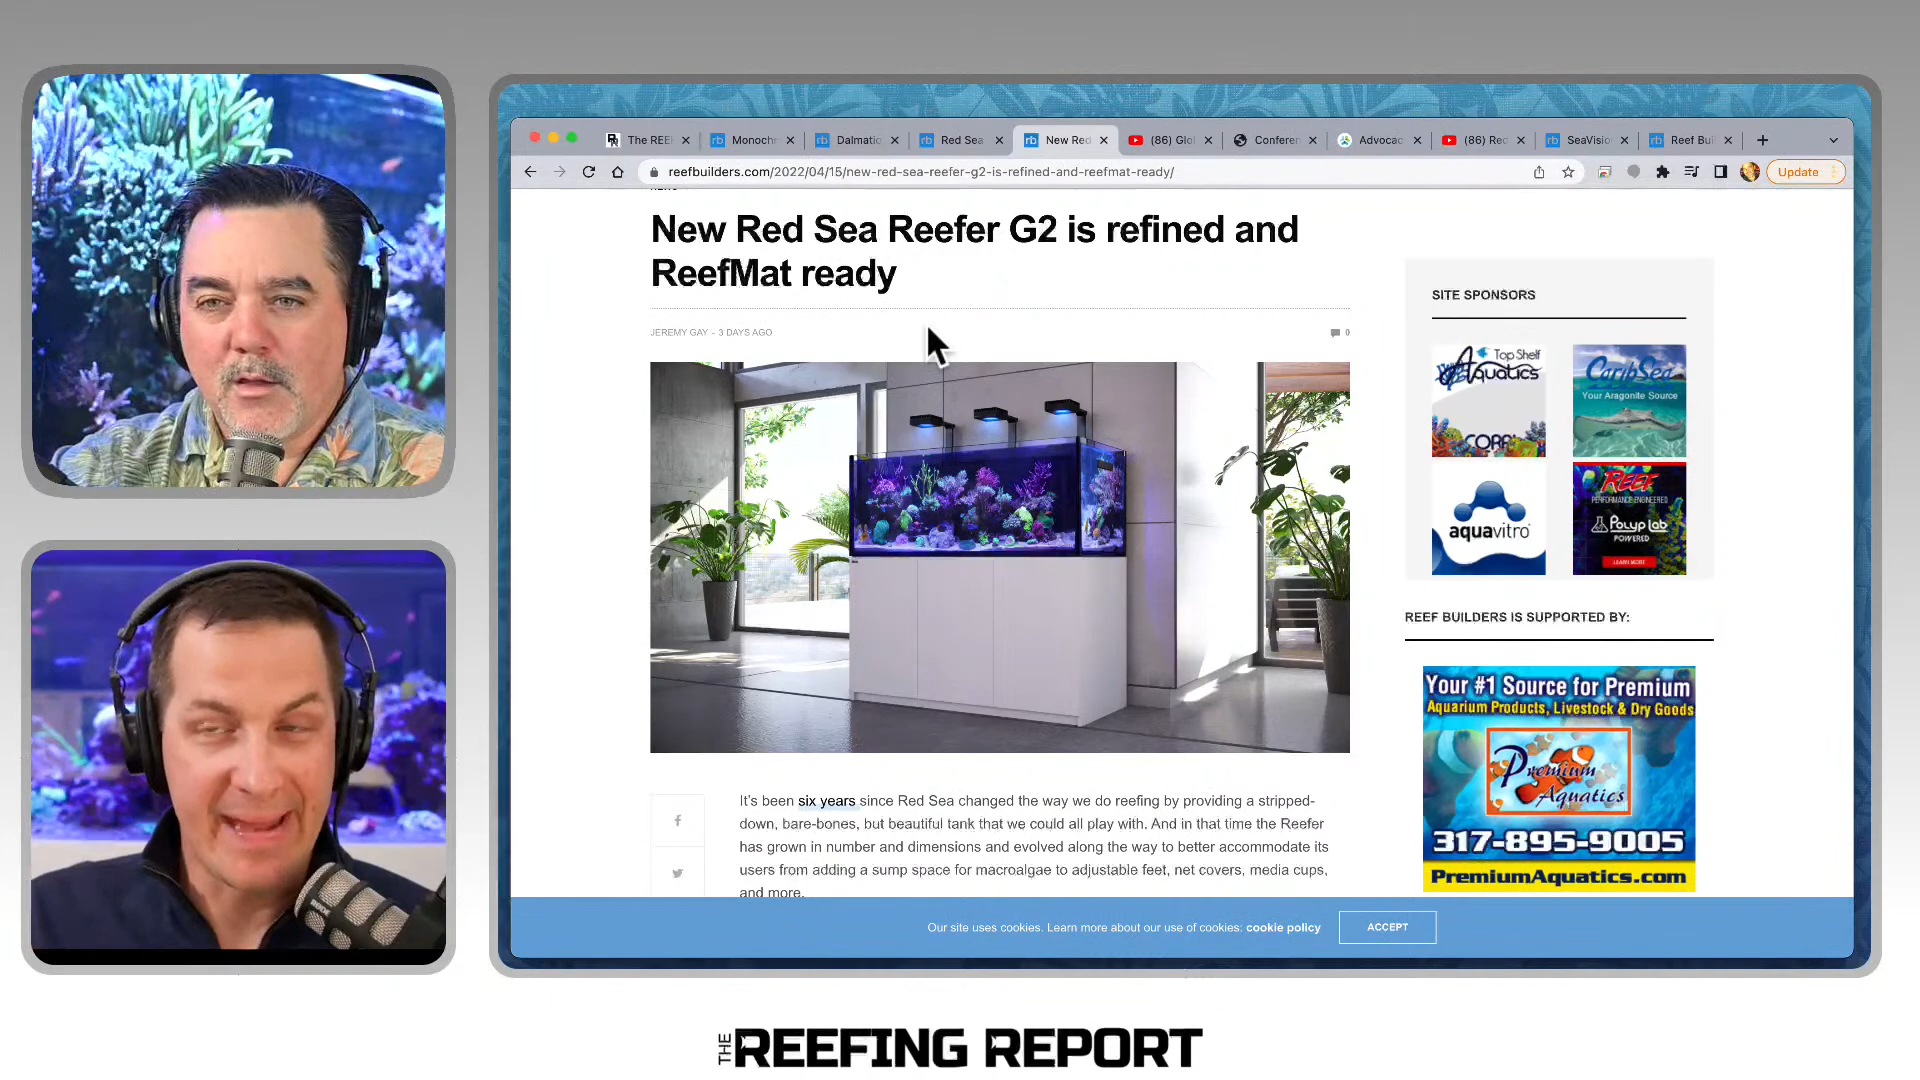 The REE
Monoch
Dalmatio
Red Sea
New Red
(86) Glo
Conferen
Advocac
(86) Rec
SeaVisio
Reef Bui
reefbuilders.com/2022/04/15/new-red-sea-reefer-g2-is-refined-and-reefmat-ready/
Update
New Red Sea Reefer G2 is refined and
ReefMat ready
JEREMY GAY - 3 DAYS AGO
0
SITE SPONSORS
Top Shelf
Aquatics
CORAL
CaribSea
Your Aragonite Source
aquavitro
REEF
PERFORMANCE ENGINEERED
Polyp Lab
POWERED
LEARN MORE
REEF BUILDERS IS SUPPORTED BY:
Your #1 Source for Premium
Aquarium Products, Livestock & Dry Goods
Premium
Aquatics
317-895-9005
PremiumAquatics.com
It's been six years since Red Sea changed the way we do reefing by providing a stripped-
down, bare-bones, but beautiful tank that we could all play with. And in that time the Reefer
has grown in number and dimensions and evolved along the way to better accommodate its
users from adding a sump space for macroalgae to adjustable feet, net covers, media cups,
and more.
Our site uses cookies. Learn more about our use of cookies: cookie policy
ACCEPT
RODE
THE REEFING REPORT